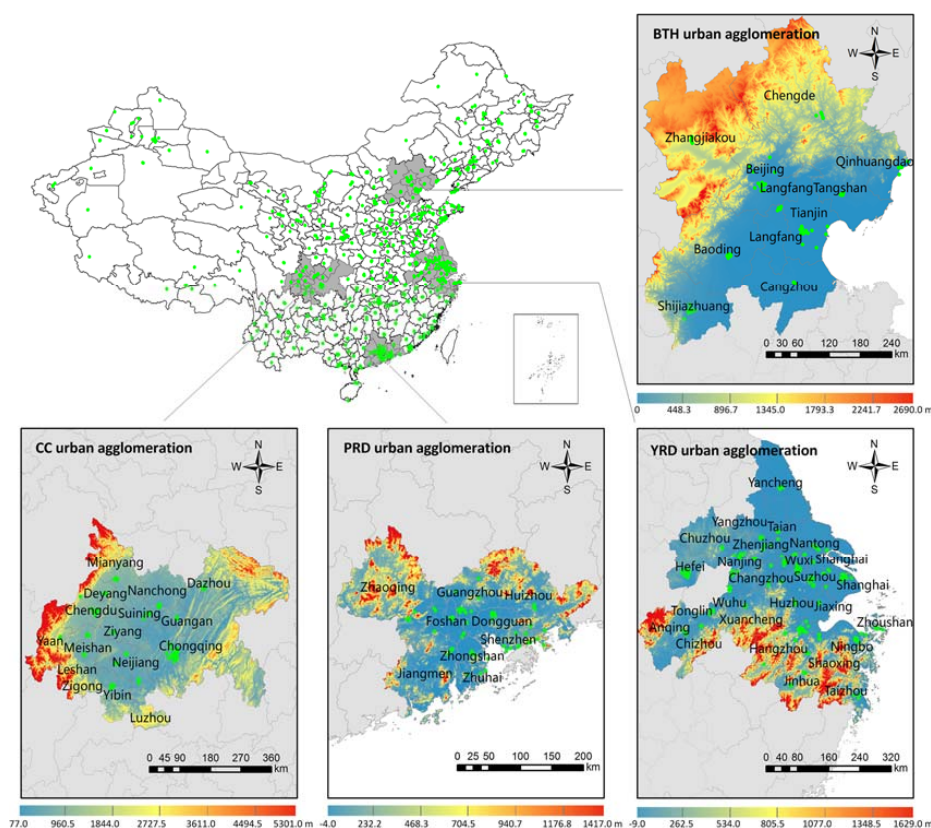 BTH urban agglomeration
N
W E
S
Chengde
Zhangjiakou
Qinhuangdao
Beijing
LangfangTangshan
Tianjin
Langfang
Baoding
Cangzhou
Shijiazhuang
0 30 60 120 180 240
km
0 448.3 896.7 1345.0 1793.3 2241.7 2690.0 m
CC urban agglomeration
N
W E
S
Mianyang
Dazhou
Deyang Nanchong
Chengdu Suining
Guangan
Ziyang
Yaan Meishan
Chongqing
Neijiang
Leshan
Zigong
Yibin
Luzhou
0 45 90 180 270 360
km
77.0 960.5 1844.0 2727.5 3611.0 4494.5 5301.0 m
PRD urban agglomeration
N
W E
S
Zhaoqing
Guangzhou Huizhou
Foshan Dongguan
Shenzhen
Zhongshan
Jiangmen Zhuhai
0 25 50 100 150 200
km
-4.0 232.2 468.3 704.5 940.7 1176.8 1417.0 m
YRD urban agglomeration
N
W E
S
Yancheng
Yangzhou Taian
Chuzhou Zhenjiang Nantong
Hefei Nanjing Wuxi Shanghai
Changzhou Suzhou Shanghai
Wuhu Huzhou Jiaxing
Tonglin Xuancheng Zhoushan
Anqing
Chizhou Hangzhou Ningbo
Shaoxing
Jinhua
Taizhou
0 40 80 160 240 320
km
-9.0 262.5 534.0 805.5 1077.0 1348.5 1629.0 m